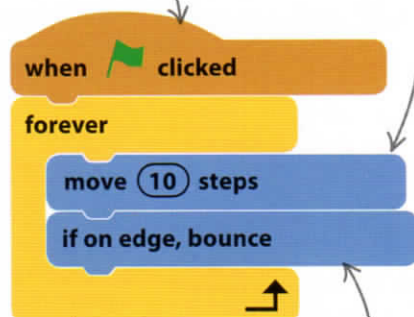 when clicked
forever
move 10 steps
if on edge, bounce